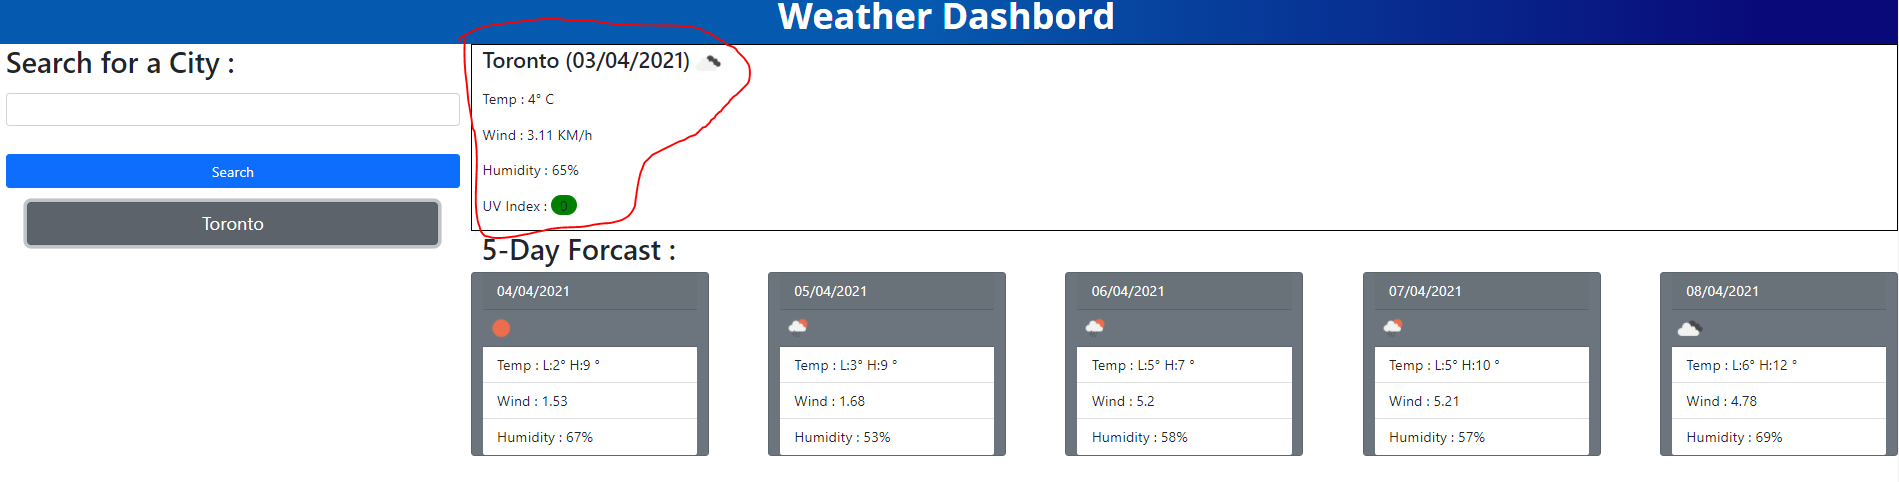 Weather Dashbord
Search for a City :
Search
Toronto
Toronto (03/04/2021)
Temp : 4° C
Wind : 3.11 KM/h
Humidity : 65%
UV Index : 0
5-Day Forcast :
04/04/2021
Temp : L:2° H:9 °
Wind : 1.53
Humidity : 67%
05/04/2021
Temp : L:3° H:9 °
Wind : 1.68
Humidity : 53%
06/04/2021
Temp : L:5° H:7 °
Wind : 5.2
Humidity : 58%
07/04/2021
Temp : L:5° H:10 °
Wind : 5.21
Humidity : 57%
08/04/2021
Temp : L:6° H:12 °
Wind : 4.78
Humidity : 69%